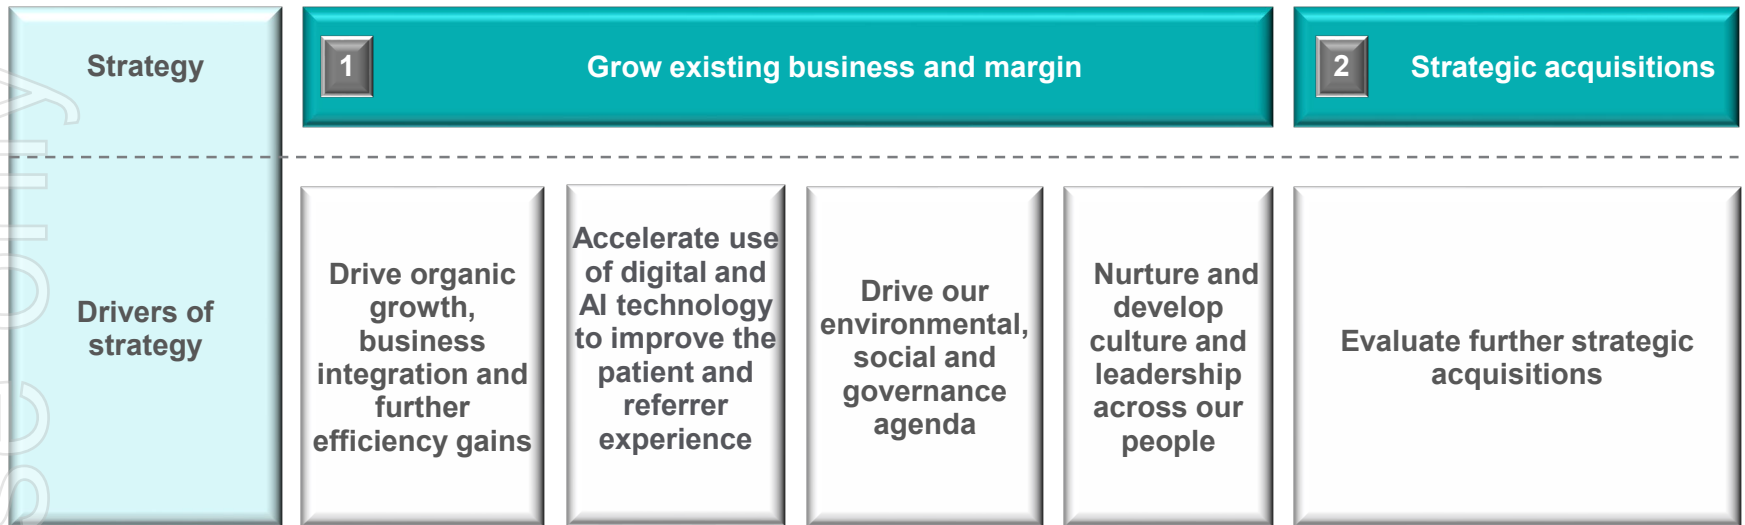 Strategy
1
Grow existing business and margin
2
Strategic acquisitions
Drivers of
strategy
Drive organic
growth,
business
integration and
further
efficiency gains
Accelerate use
of digital and
AI technology
to improve the
patient and
referrer
experience
Drive our
environmental,
social and
governance
agenda
Nurture and
develop
culture and
leadership
across our
people
Evaluate further strategic
acquisitions